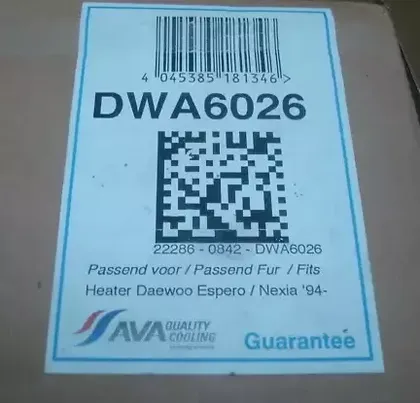 4 045385 181346 >
DWA6026
22286 - 0842 - DWA6026
Passend voor / Passend Fur / Fits
Heater Daewoo Espero / Nexia '94-
AVA QUALITY
COOLING
Guarantee